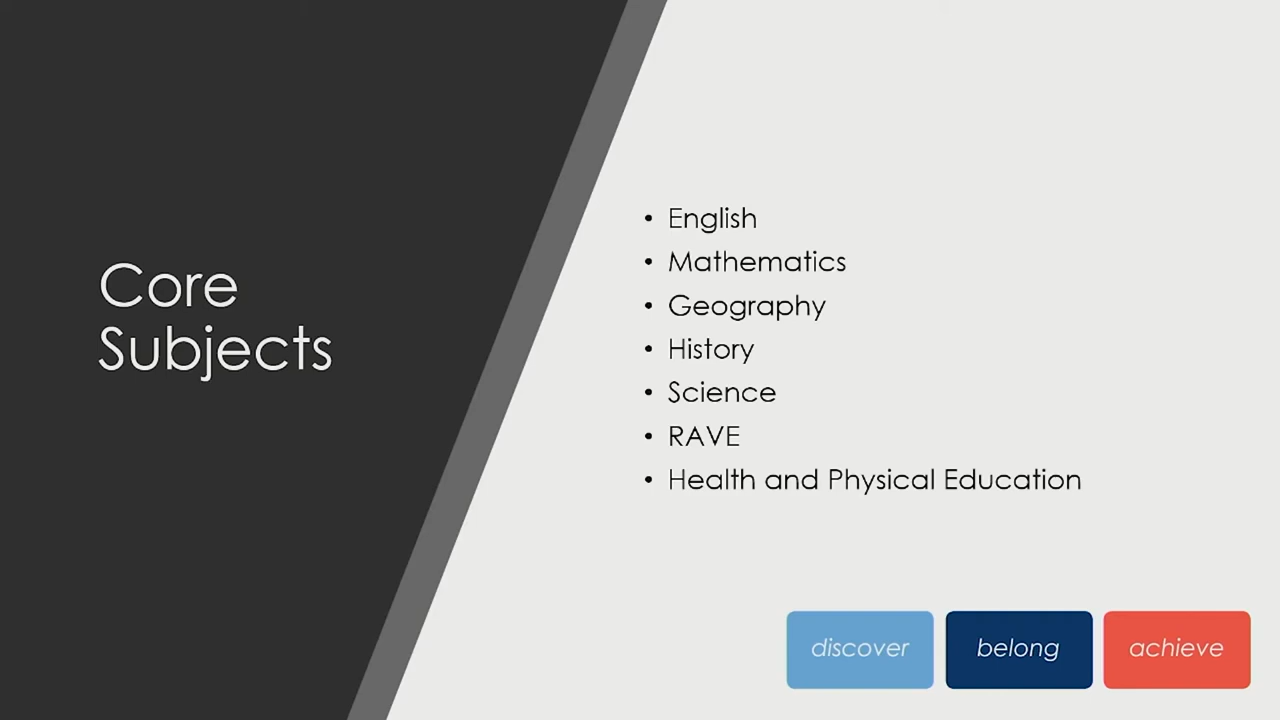 Core
Subjects
• English
• Mathematics
• Geography
• History
• Science
• RAVE
• Health and Physical Education
discover
belong
achieve